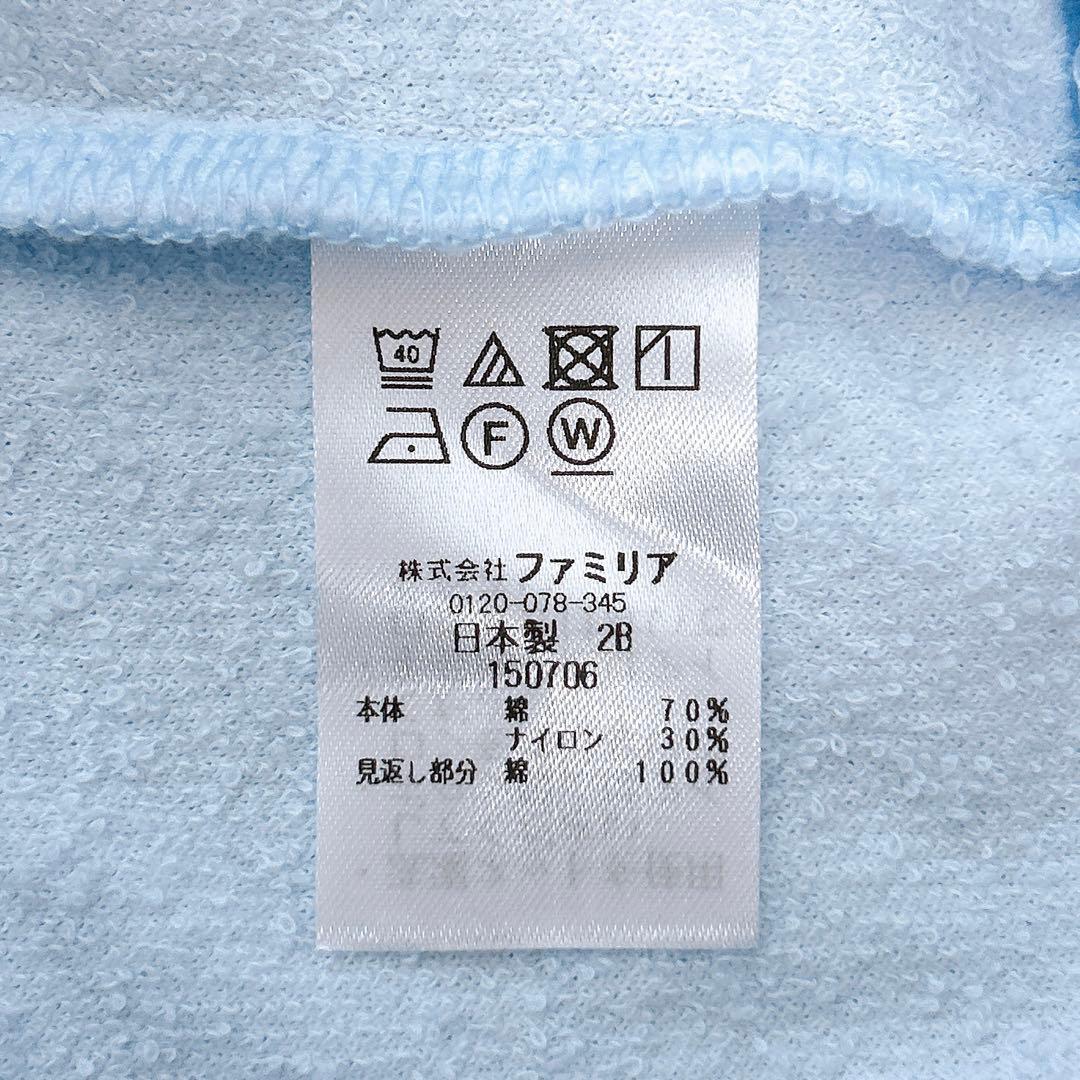 40
F W
株式会社ファミリア
0120-078-345
日本製 2B
150706
本体 綿 70%
ナイロン 30%
見返し部分 綿 100%